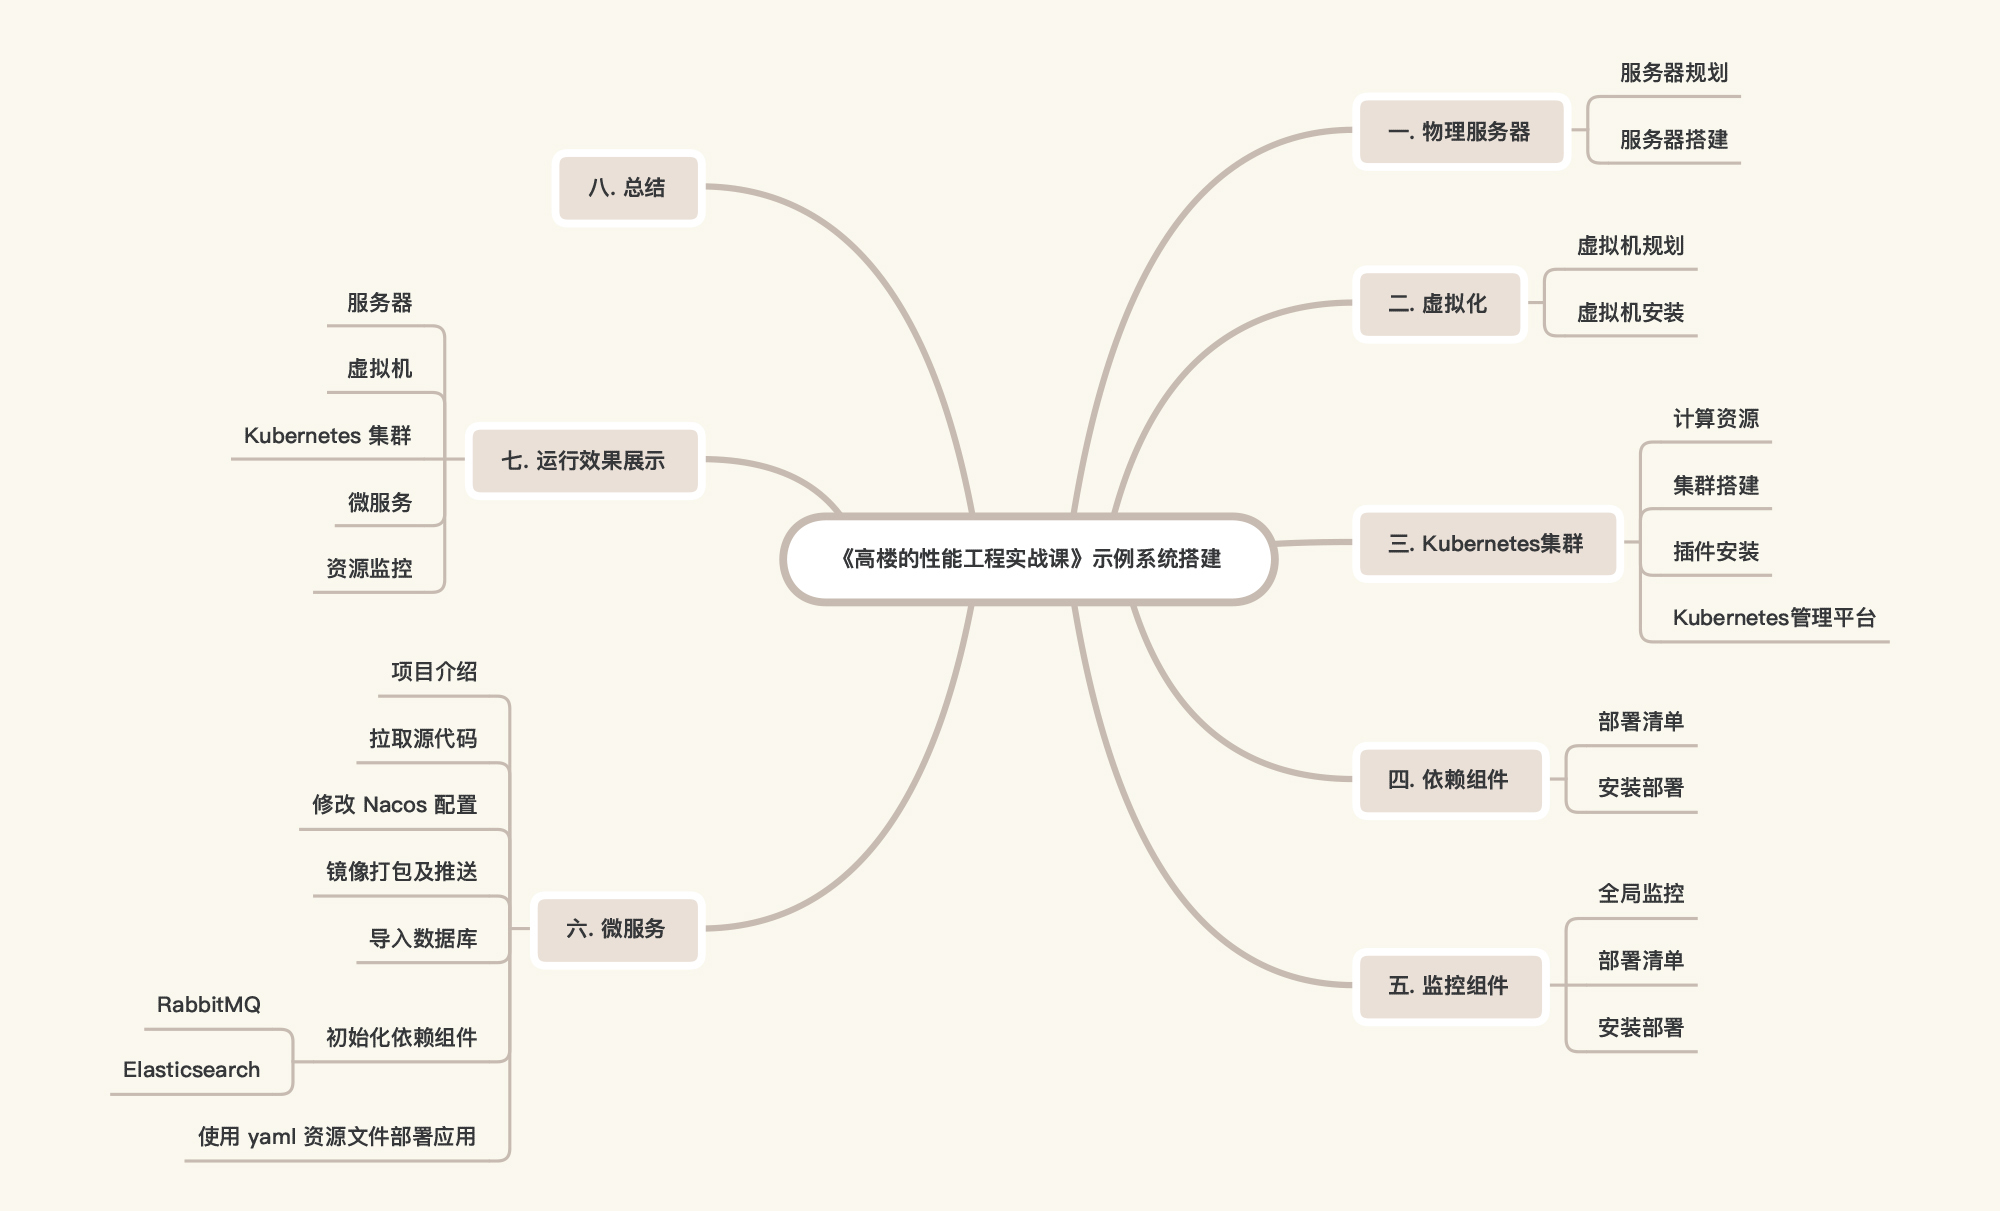 《高楼的性能工程实战课》示例系统搭建
一. 物理服务器
服务器规划
服务器搭建
二. 虚拟化
虚拟机规划
虚拟机安装
三. Kubernetes集群
计算资源
集群搭建
插件安装
Kubernetes管理平台
四. 依赖组件
部署清单
安装部署
五. 监控组件
全局监控
部署清单
安装部署
六. 微服务
项目介绍
拉取源代码
修改 Nacos 配置
镜像打包及推送
导入数据库
初始化依赖组件
RabbitMQ
Elasticsearch
使用 yaml 资源文件部署应用
七. 运行效果展示
服务器
虚拟机
Kubernetes 集群
微服务
资源监控
八. 总结